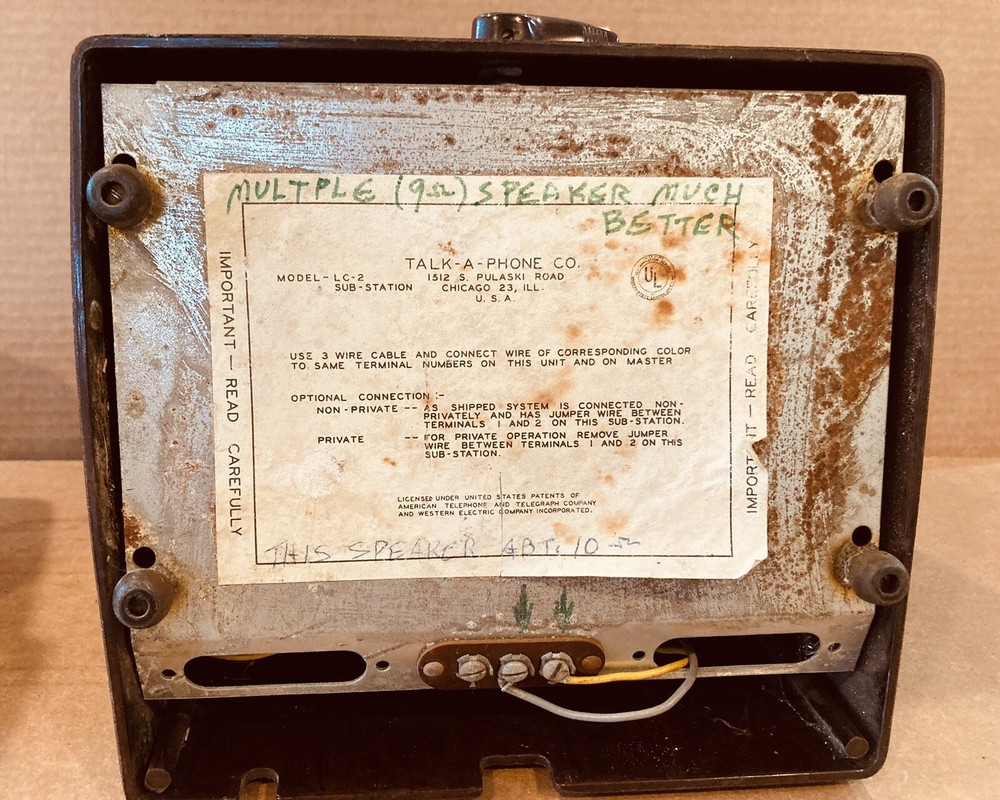 MULTPLE (9Ω) SPEAKER MUCH
BETTER
TALK-A-PHONE CO.
MODEL-LC-2 1512 S. PULASKI ROAD
SUB-STATION CHICAGO 23, ILL.
U. S. A.
UL
IMPORTANT — READ CAREFULLY
IMPORT IT — READ CAREFULLY
USE 3 WIRE CABLE AND CONNECT WIRE OF CORRESPONDING COLOR
TO SAME TERMINAL NUMBERS ON THIS UNIT AND ON MASTER
OPTIONAL CONNECTION :-
NON-PRIVATE -- AS SHIPPED SYSTEM IS CONNECTED NON-
PRIVATELY AND HAS JUMPER WIRE BETWEEN
TERMINALS 1 AND 2 ON THIS SUB-STATION.
PRIVATE -- FOR PRIVATE OPERATION REMOVE JUMPER
WIRE BETWEEN TERMINALS 1 AND 2 ON THIS
SUB-STATION.
LICENSED UNDER UNITED STATES PATENTS OF
AMERICAN TELEPHONE AND TELEGRAPH COMPANY
AND WESTERN ELECTRIC COMPANY INCORPORATED.
THIS SPEAKER ABT. 10 Ω